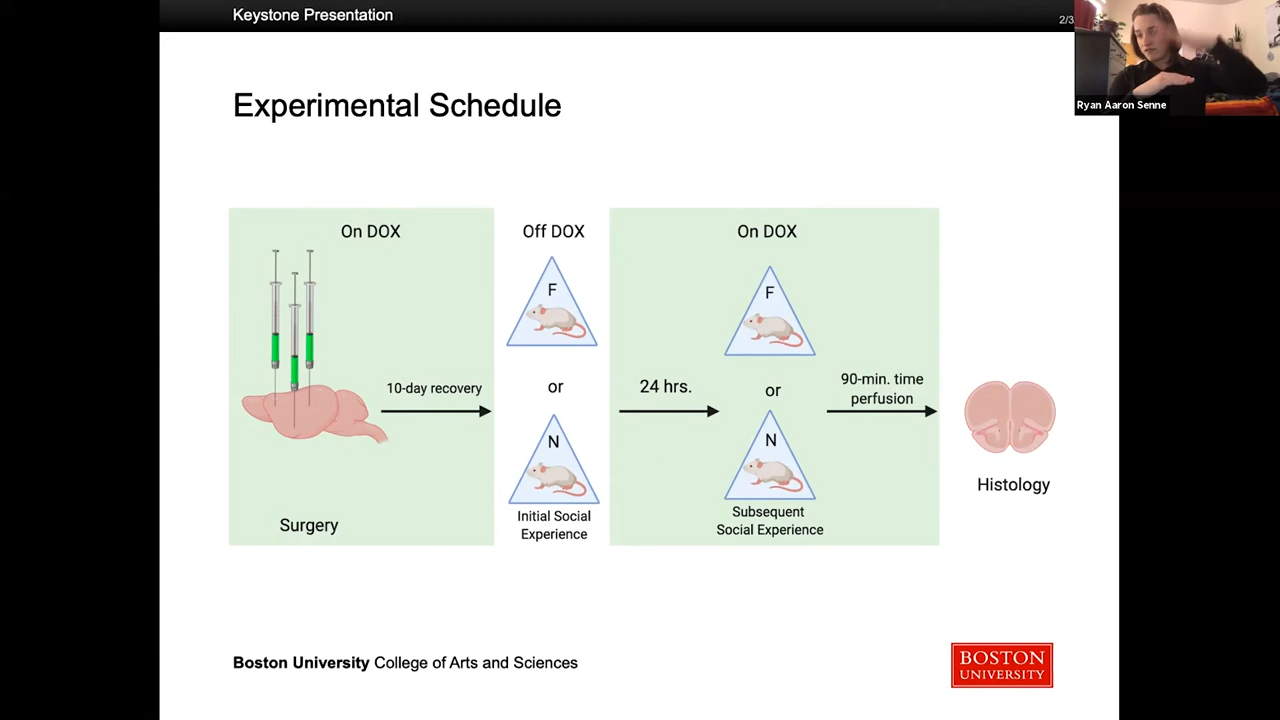 Keystone Presentation
2/3
Ryan Aaron Senne
Experimental Schedule
On DOX
Off DOX
On DOX
F
F
10-day recovery
or
24 hrs.
or
90-min. time
perfusion
N
N
Surgery
Initial Social
Experience
Subsequent
Social Experience
Histology
Boston University College of Arts and Sciences
BOSTON
UNIVERSITY